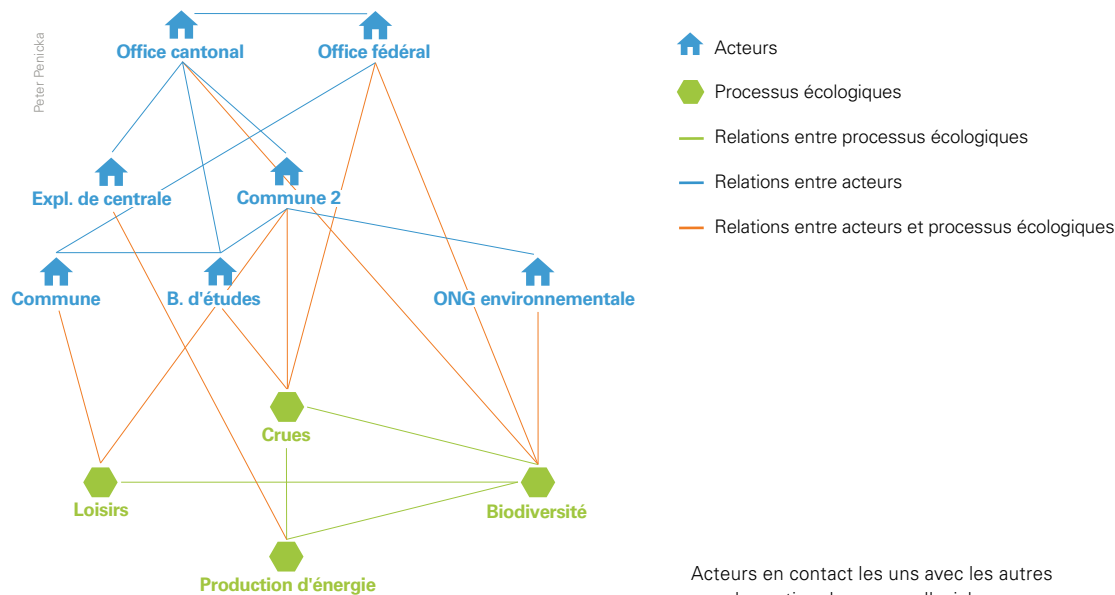 Peter Penicka
Office cantonal
Office fédéral
Expl. de centrale
Commune 2
Commune
B. d'études
ONG environnementale
Crues
Loisirs
Biodiversité
Production d'énergie
Acteurs
Processus écologiques
Relations entre processus écologiques
Relations entre acteurs
Relations entre acteurs et processus écologiques
Acteurs en contact les uns avec les autres